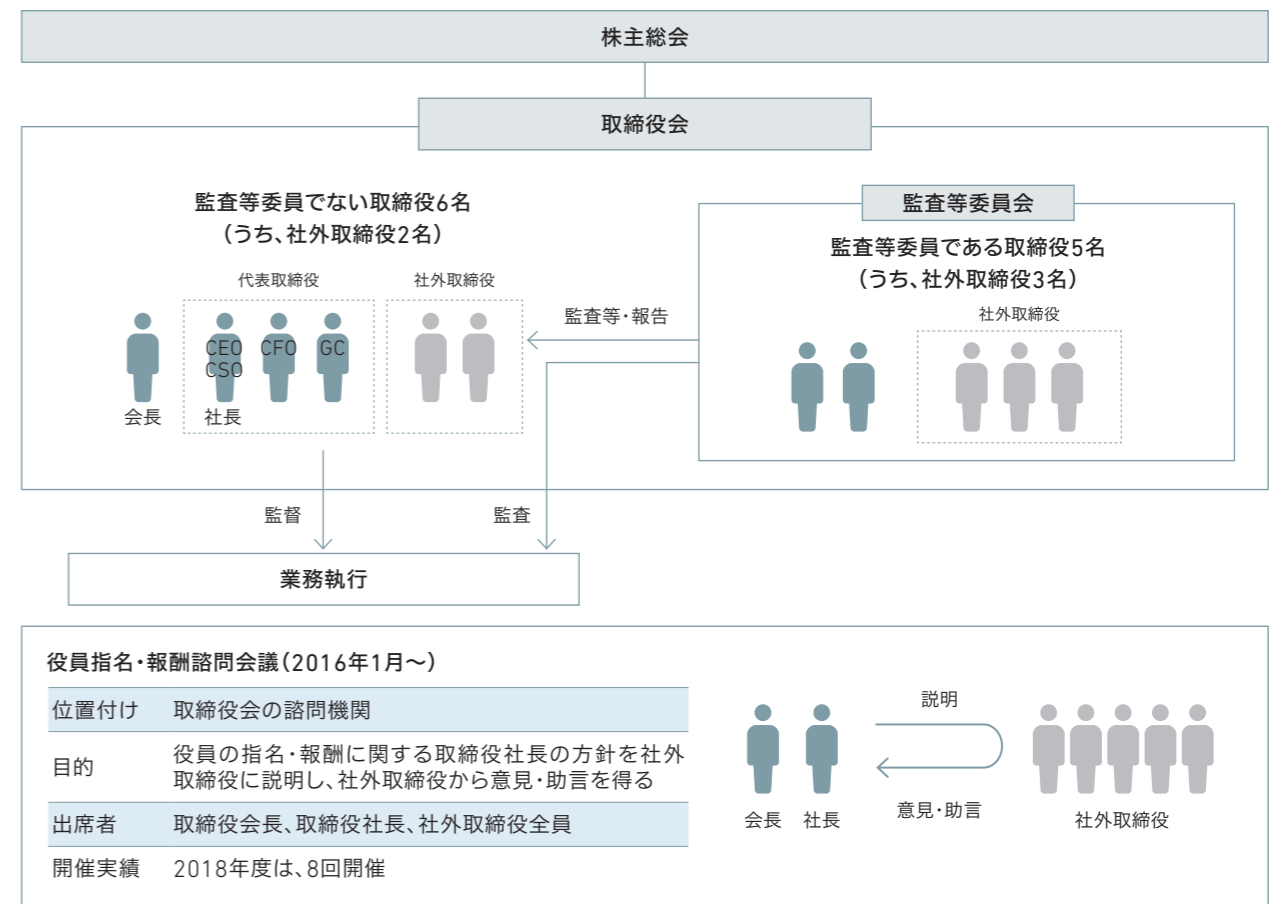 株主総会
取締役会
監査等委員でない取締役6名
（うち、社外取締役2名）
代表取締役
社外取締役
CEO
CSO
CFO
GC
会長
社長
監査等・報告
監査等委員会
監査等委員である取締役5名
（うち、社外取締役3名）
社外取締役
監督
監査
業務執行
役員指名・報酬諮問会議（2016年1月～）
位置付け 取締役会の諮問機関
目的 役員の指名・報酬に関する取締役社長の方針を社外
取締役に説明し、社外取締役から意見・助言を得る
出席者 取締役会長、取締役社長、社外取締役全員
開催実績 2018年度は、8回開催
説明
意見・助言
会長
社長
社外取締役